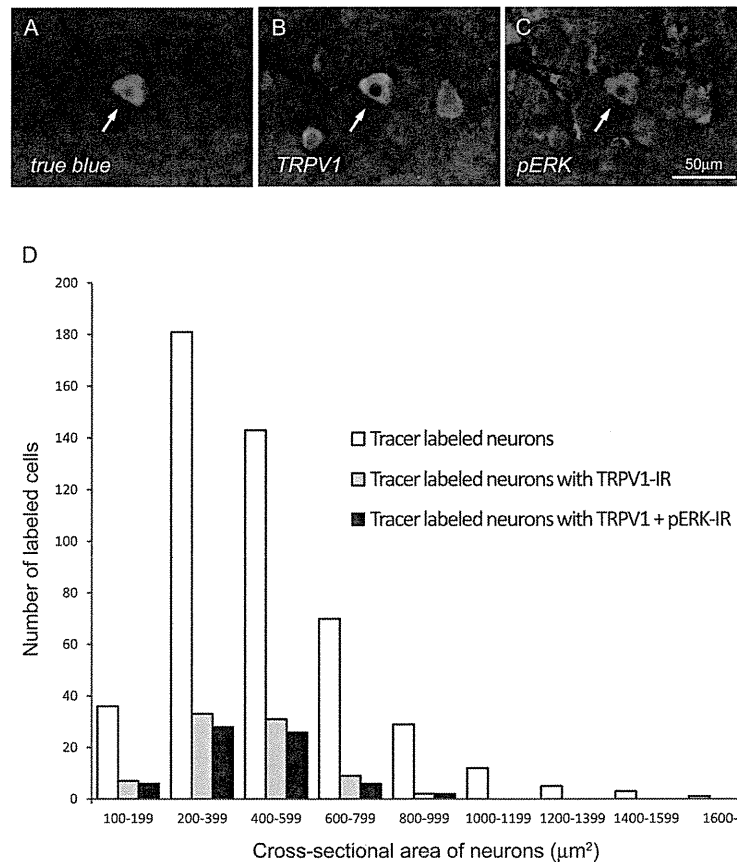 A
B
C
true blue
TRPV1
pERK
50μm
D
200
180
160
140
120
100
80
60
40
20
0
Number of labeled cells
Tracer labeled neurons
Tracer labeled neurons with TRPV1-IR
Tracer labeled neurons with TRPV1 + pERK-IR
100-199 200-399 400-599 600-799 800-999 1000-1199 1200-1399 1400-1599 1600-
Cross-sectional area of neurons (μm²)